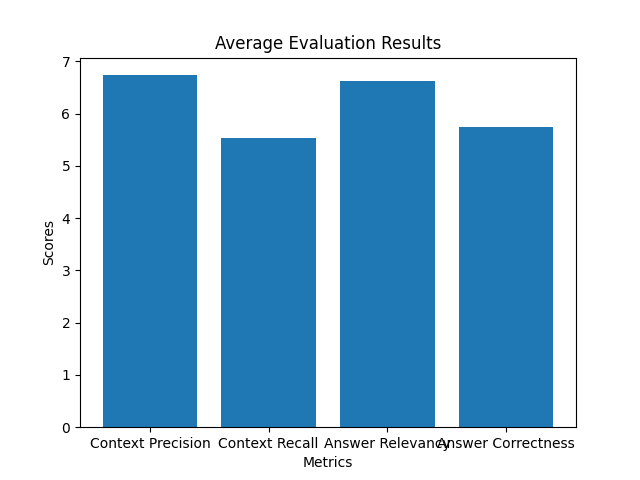 Average Evaluation Results
7
6
5
4
3
2
1
0
Scores
Context Precision Context Recall Answer Relevancy Answer Correctness
Metrics